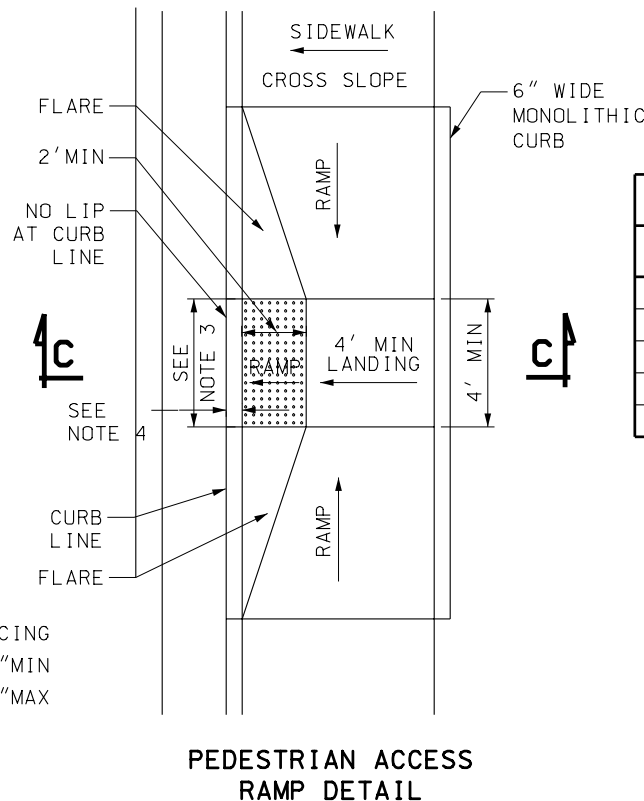 SIDEWALK
CROSS SLOPE
6" WIDE
MONOLITHIC
CURB
FLARE
2'MIN
NO LIP
AT CURB
LINE
RAMP
C
SEE
NOTE 3
RAMP
4' MIN
LANDING
4' MIN
C
SEE
NOTE 4
CURB
LINE
FLARE
RAMP
CING
"MIN
"MAX
PEDESTRIAN ACCESS
RAMP DETAIL